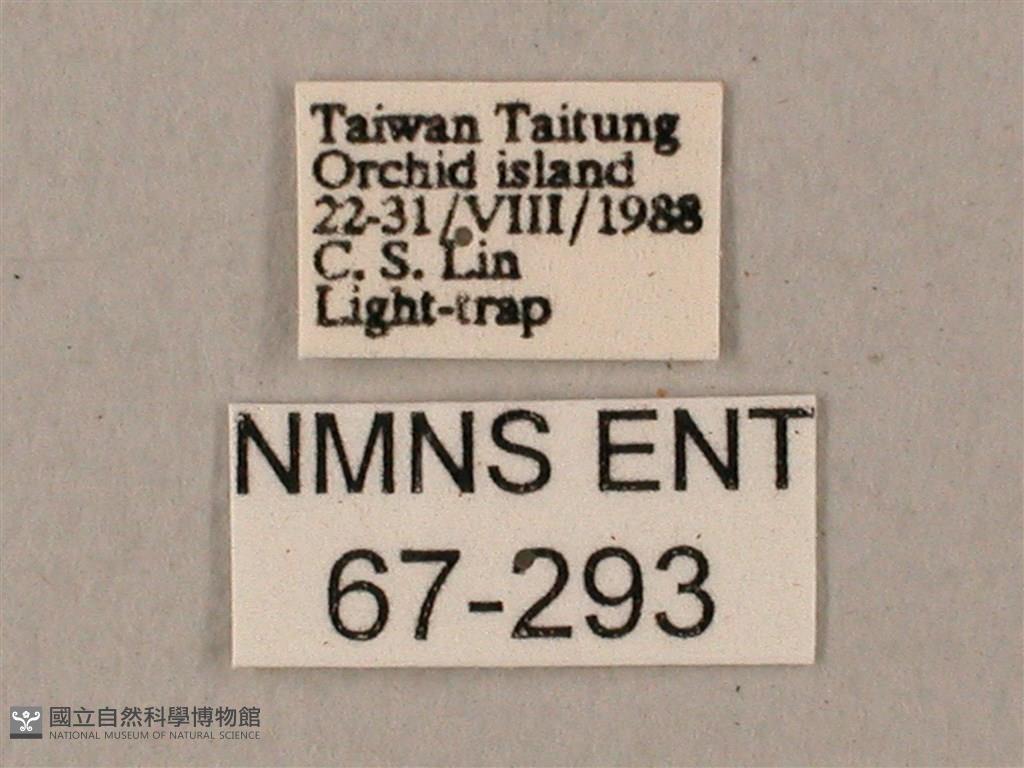 Taiwan Taitung
Orchid island
22-31/VIII/1988
C. S. Lin
Light-trap
NMNS ENT
67-293
國立自然科學博物館
NATIONAL MUSEUM OF NATURAL SCIENCE